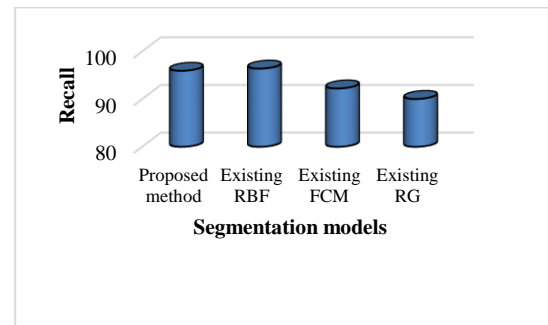 100
90
80
Recall
Proposed Existing Existing Existing
method RBF FCM RG
Segmentation models